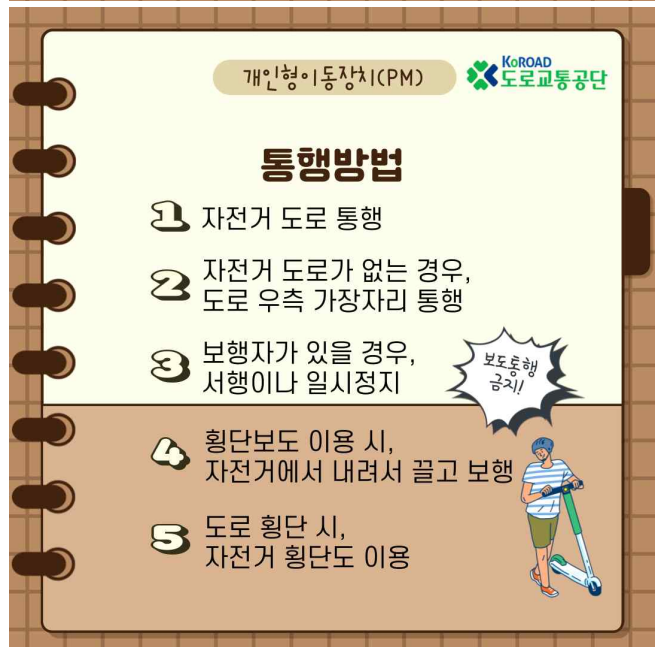 개인형이동장치(PM)
KoROAD
도로교통공단
통행방법
1 자전거 도로 통행
2 자전거 도로가 없는 경우,
도로 우측 가장자리 통행
3 보행자가 있을 경우,
서행이나 일시정지
보도통행
금지!
4 횡단보도 이용 시,
자전거에서 내려서 끌고 보행
5 도로 횡단 시,
자전거 횡단도 이용